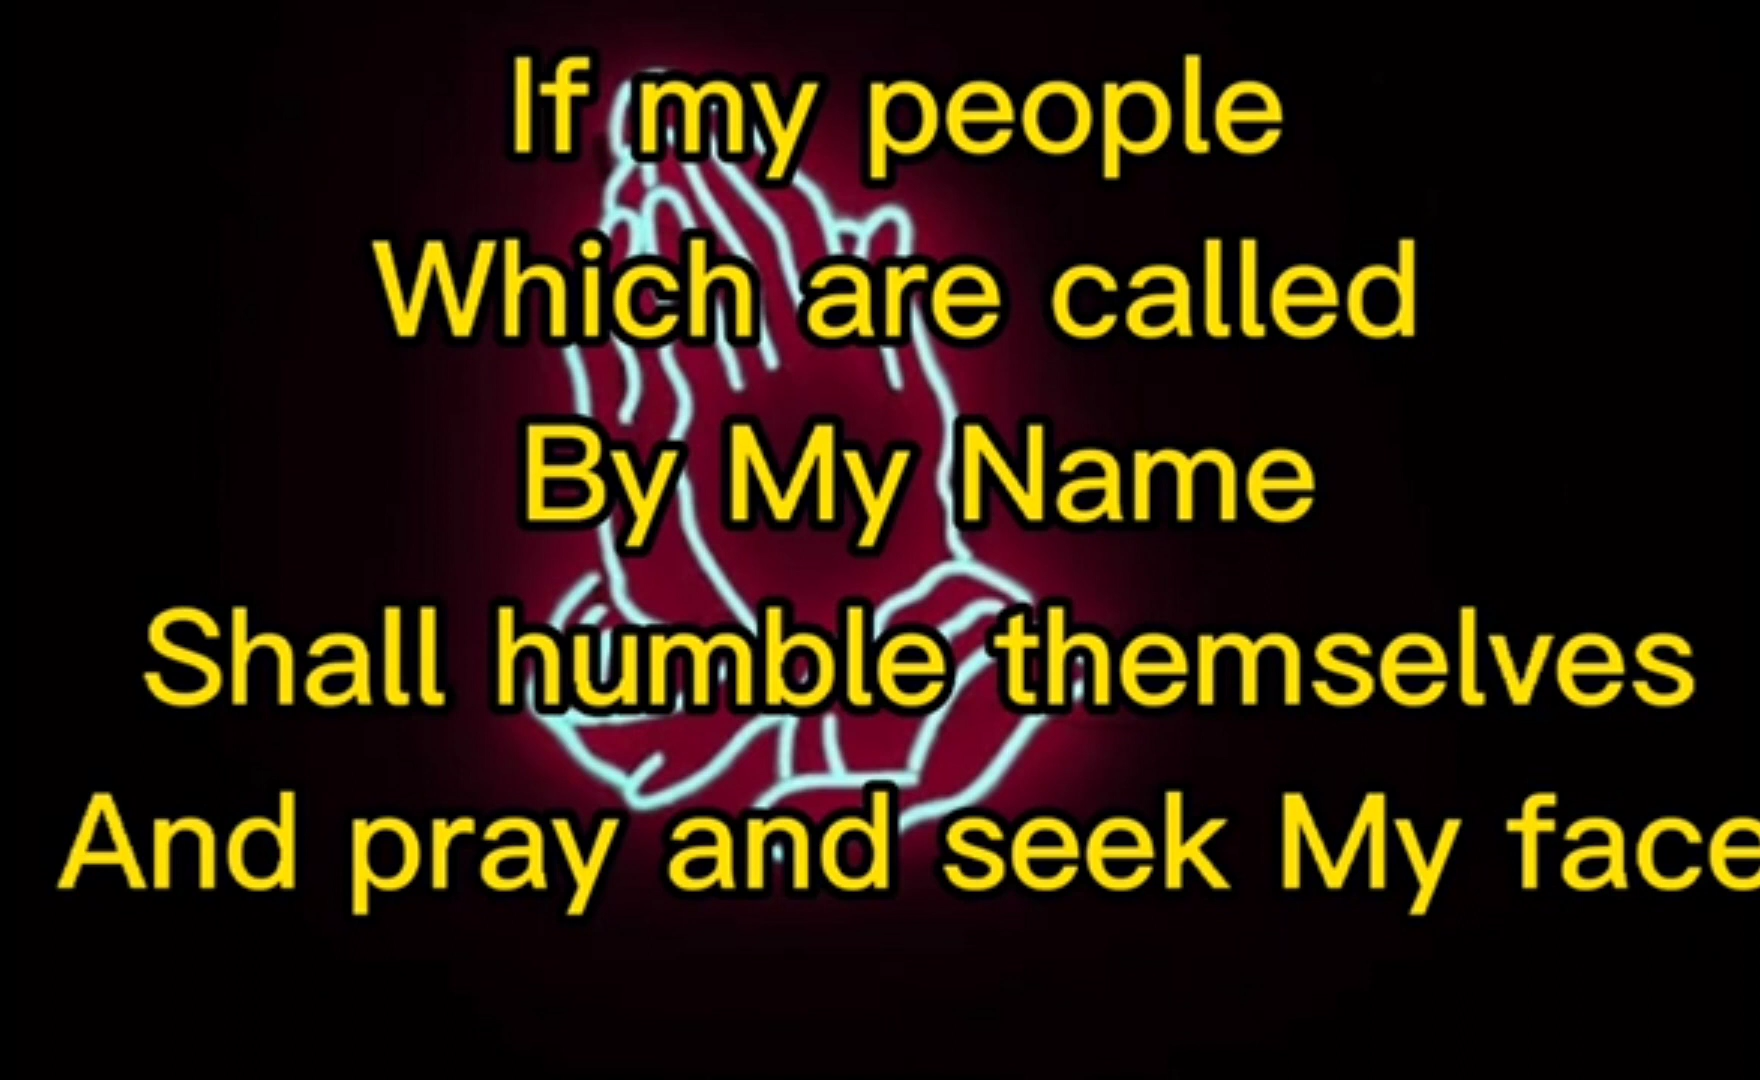 If my people
Which are called
By My Name
Shall humble themselves
And pray and seek My face